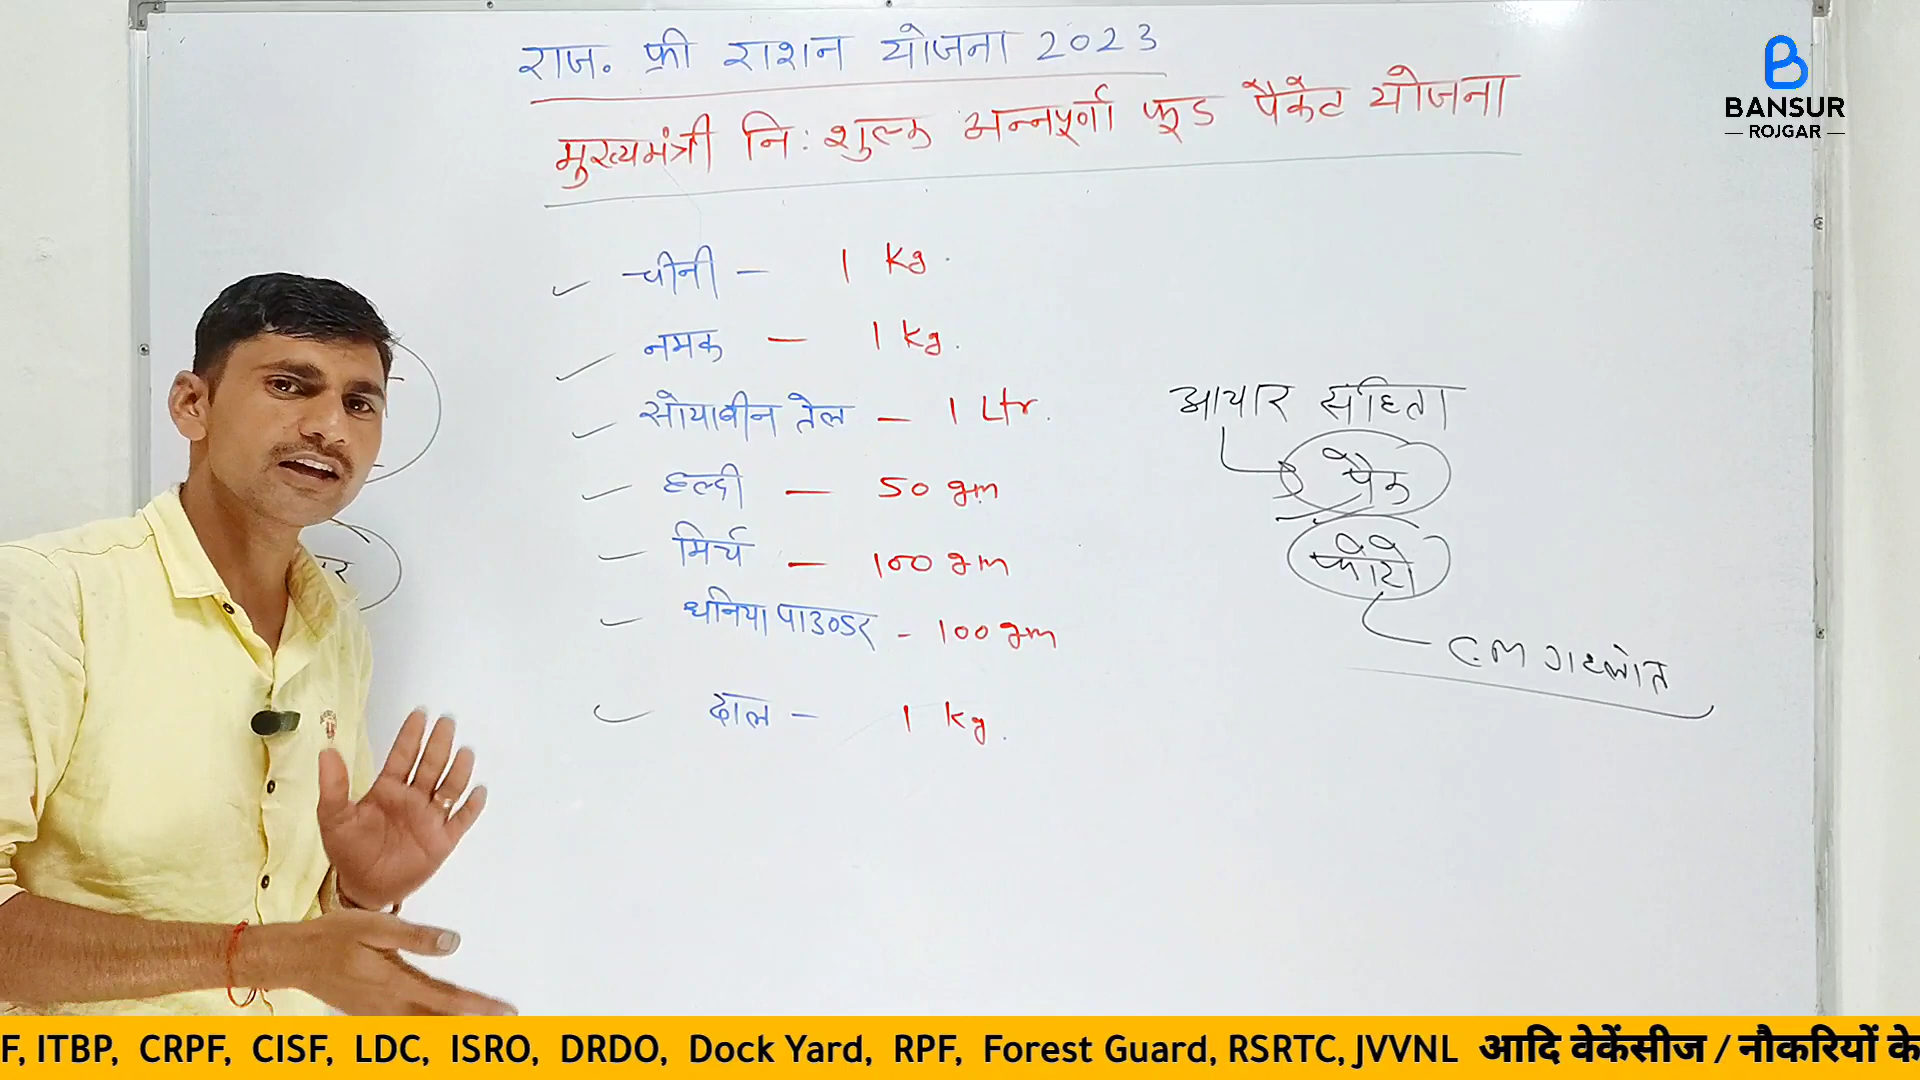 राज. फ्री राशन योजना 2023
मुख्यमंत्री नि:शुल्क अन्नपूर्णा फूड पैकेट योजना
BANSUR
ROJGAR
चीनी – 1 Kg.
नमक – 1 Kg.
सोयाबीन तेल – 1 Ltr.
हल्दी – 50 gm
मिर्च – 100 gm
धनिया पाउडर - 100 gm
दाल – 1 Kg.
आचार संहिता
पैक
फोटो
C.M गहलोत
F, ITBP, CRPF, CISF, LDC, ISRO, DRDO, Dock Yard, RPF, Forest Guard, RSRTC, JVVNL आदि वेकेंसीज / नौकरियों के